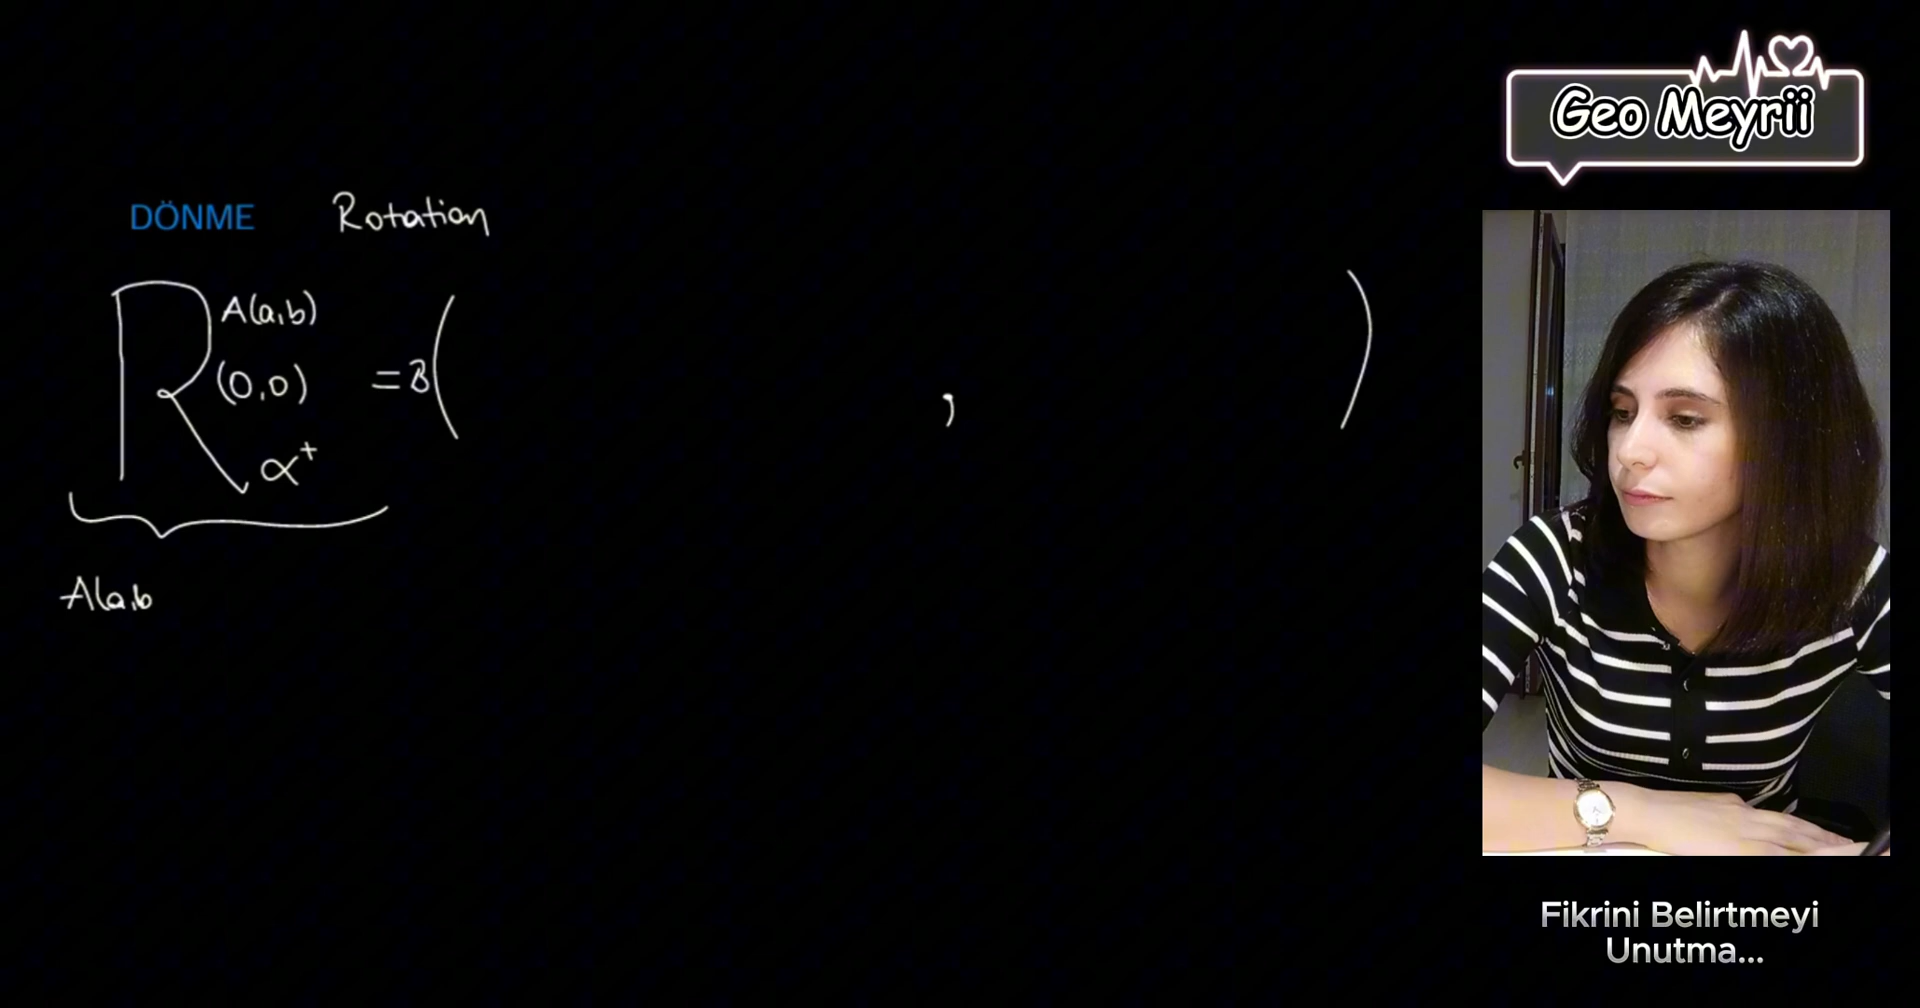 Geo Meyrii
DÖNME Rotation
R A(a,b)
(0,0) = B( , )
α+
A(a,b
Fikrini Belirtmeyi
Unutma...